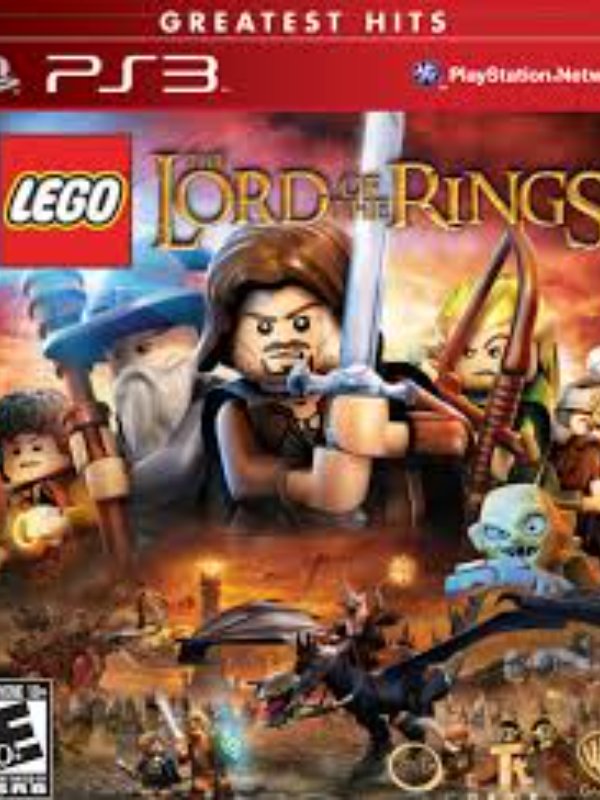 GREATEST HITS
PS3
PlayStation®Netw
LEGO
THE
LORD OF THE RINGS
E